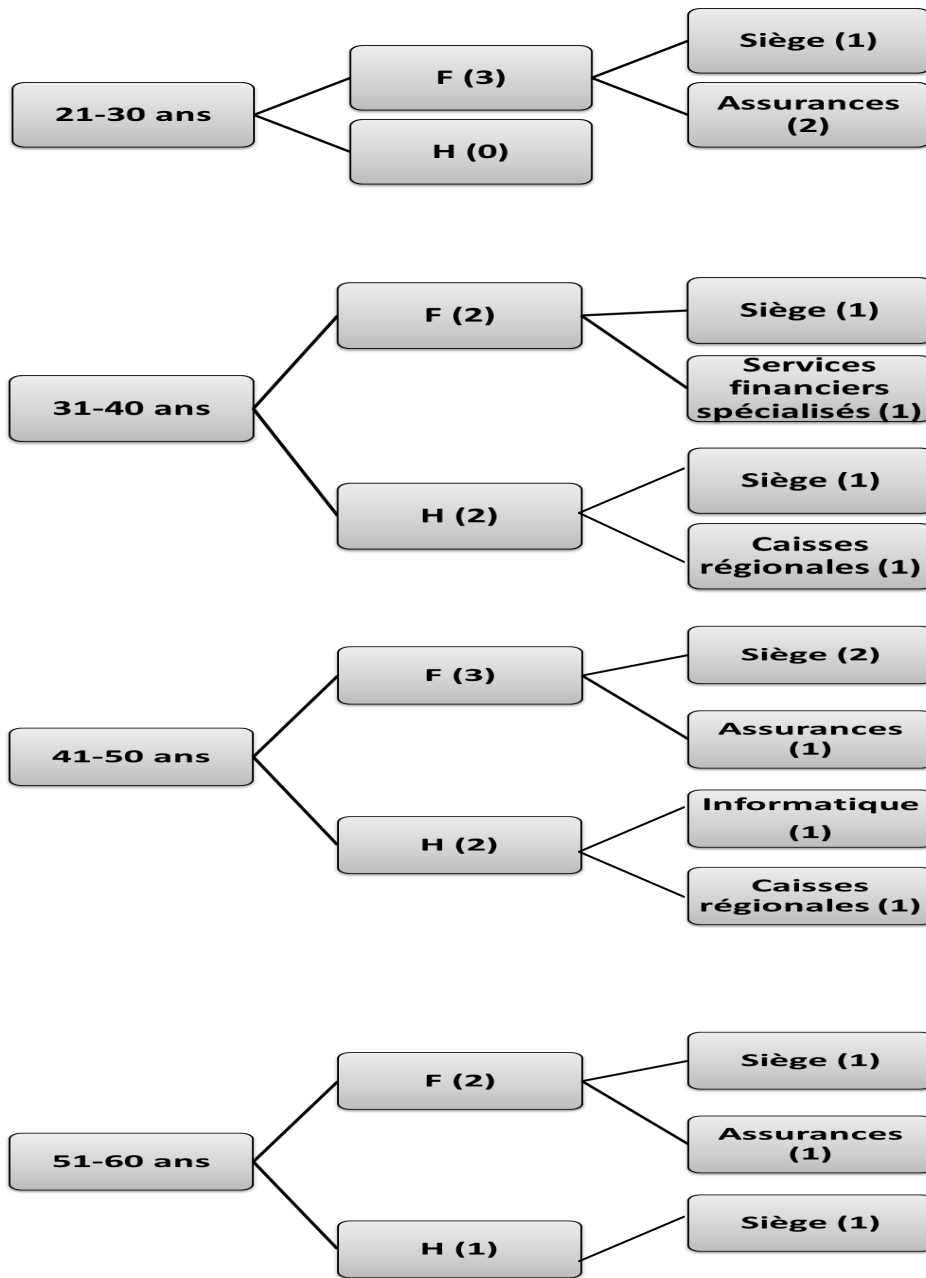 21-30 ans
F (3)
Siège (1)
Assurances
(2)
H (0)
31-40 ans
F (2)
Siège (1)
Services
financiers
spécialisés (1)
H (2)
Siège (1)
Caisses
régionales (1)
41-50 ans
F (3)
Siège (2)
Assurances
(1)
H (2)
Informatique
(1)
Caisses
régionales (1)
51-60 ans
F (2)
Siège (1)
Assurances
(1)
H (1)
Siège (1)